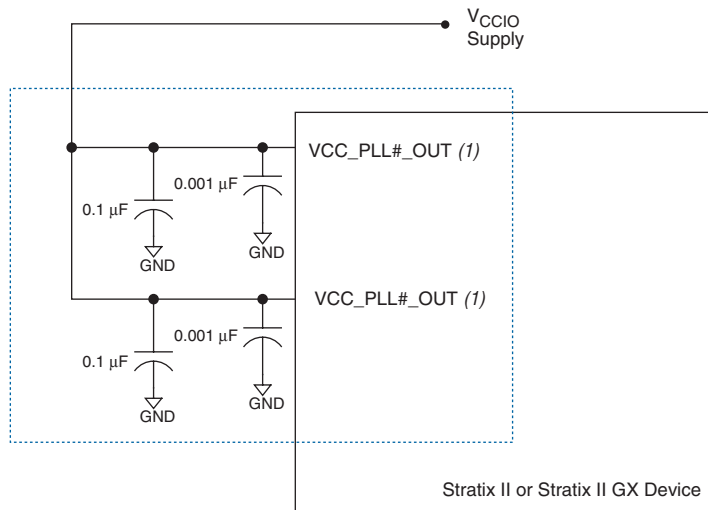 VCCIO
Supply
VCC_PLL#_OUT (1)
0.001 μF
0.1 μF
GND
GND
VCC_PLL#_OUT (1)
0.001 μF
0.1 μF
GND
GND
Stratix II or Stratix II GX Device